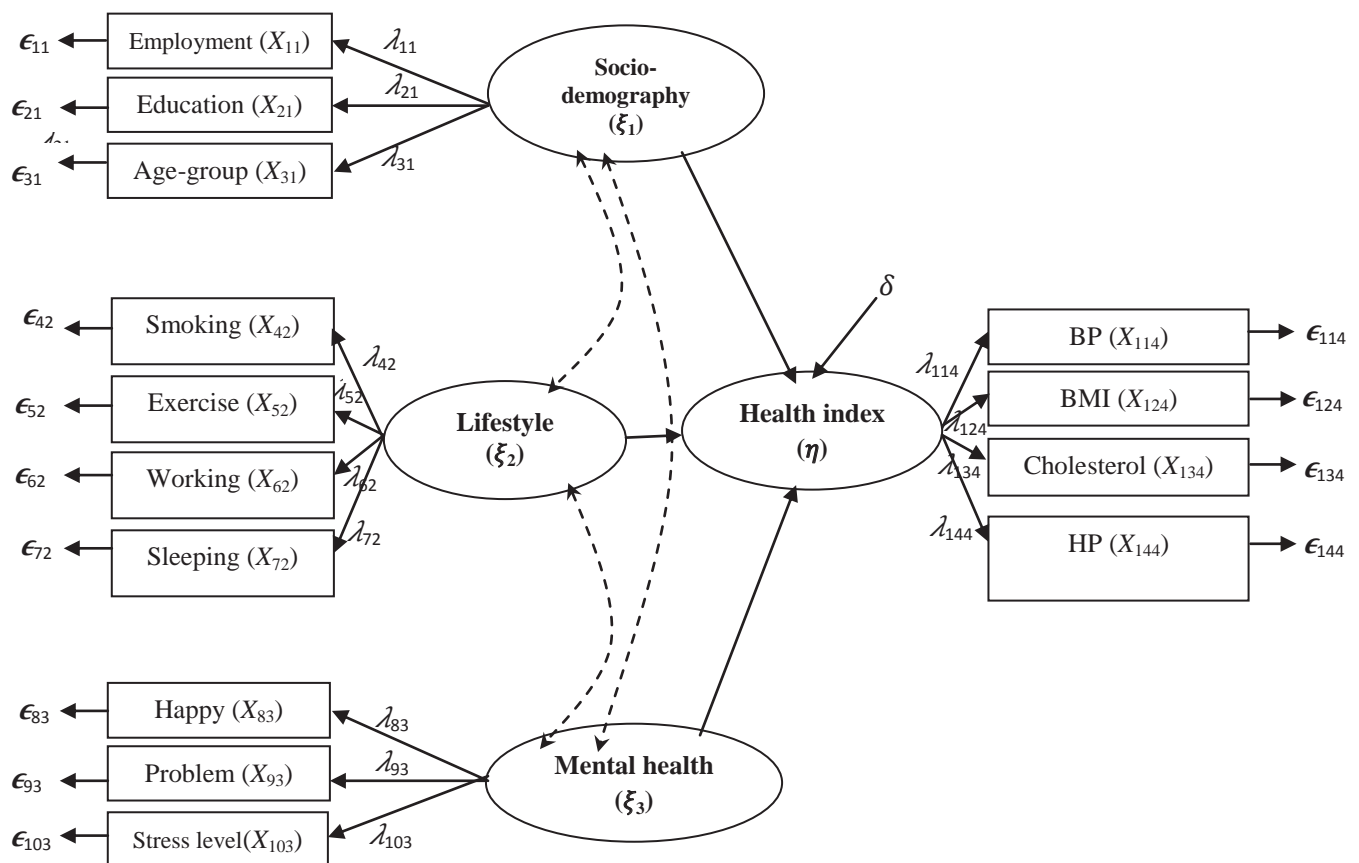 ϵ11
Employment (X11)
λ11
ϵ21
Education (X21)
λ21
ϵ31
Age-group (X31)
λ31
Socio-
demography
(ξ1)
ϵ42
Smoking (X42)
λ42
ϵ52
Exercise (X52)
λ52
ϵ62
Working (X62)
λ62
ϵ72
Sleeping (X72)
λ72
Lifestyle
(ξ2)
δ
Health index
(η)
λ114
BP (X114)
ϵ114
λ124
BMI (X124)
ϵ124
λ134
Cholesterol (X134)
ϵ134
λ144
HP (X144)
ϵ144
ϵ83
Happy (X83)
λ83
ϵ93
Problem (X93)
λ93
ϵ103
Stress level(X103)
λ103
Mental health
(ξ3)